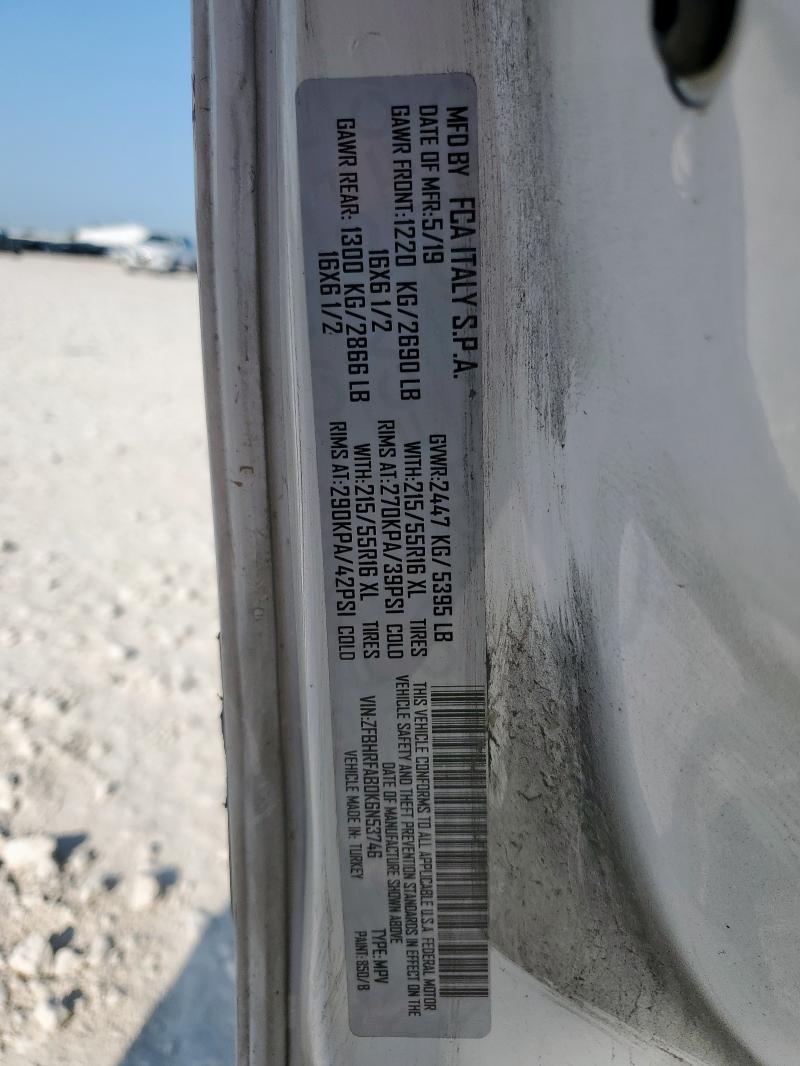 MFD BY FCA ITALY S.P.A.
DATE OF MFR:5/19 GVWR:2447 KG/5395 LB
GAWR FRONT:1220 KG/2690 LB WITH:215/55R16 XL TIRES
16X6 1/2 RIMS AT:270KPA/39PSI COLD
GAWR REAR: 1300 KG/2866 LB WITH:215/55R16 XL TIRES
16X6 1/2 RIMS AT:290KPA/42PSI COLD
THIS VEHICLE CONFORMS TO ALL APPLICABLE U.S.A FEDERAL MOTOR
VEHICLE SAFETY AND THEFT PREVENTION STANDARDS IN EFFECT ON THE
DATE OF MANUFACTURE SHOWN ABOVE
VIN:ZFBHRFAB0K6N53746 TYPE:MPV
VEHICLE MADE IN: TURKEY PAINT:850/B